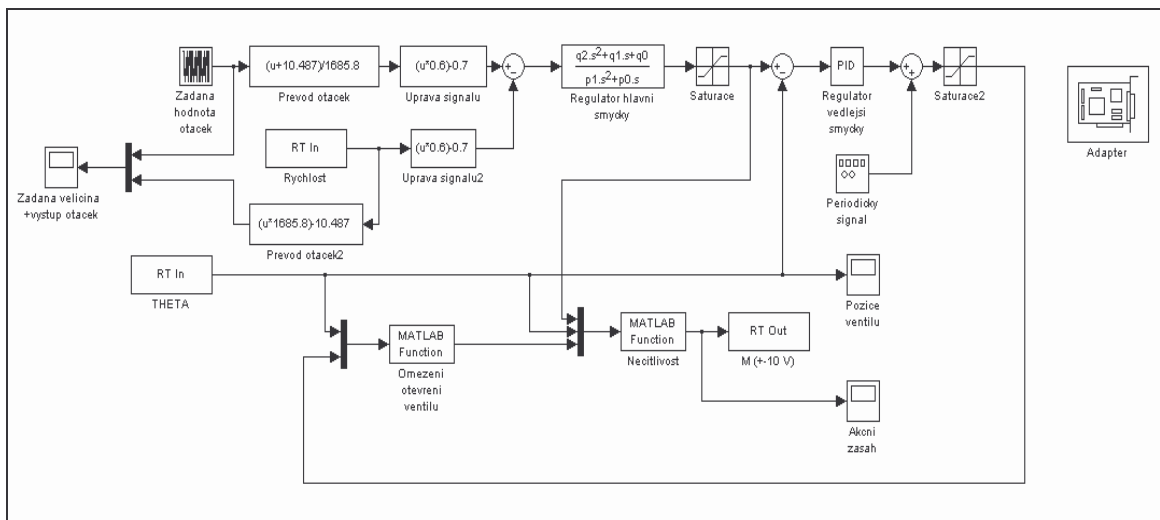 Zadana
hodnota
otacek
(u+10.487)/1685.8
Prevod otacek
(u*0.6)-0.7
Uprava signalu
+
-
q2.s²+q1.s+q0
p1.s²+p0.s
Regulator hlavni
smycky
Saturace
+
-
PID
Regulator
vedlejsi
smycky
+
+
Saturace2
Adapter
Zadana velicina
+vystup otacek
RT In
Rychlost
(u*0.6)-0.7
Uprava signalu2
Periodicky
signal
(u*1685.8)-10.487
Prevod otacek2
RT In
THETA
Pozice
ventilu
MATLAB
Function
Omezeni
otevreni
ventilu
MATLAB
Function
Necitlivost
RT Out
M (+-10 V)
Akcni
zasah